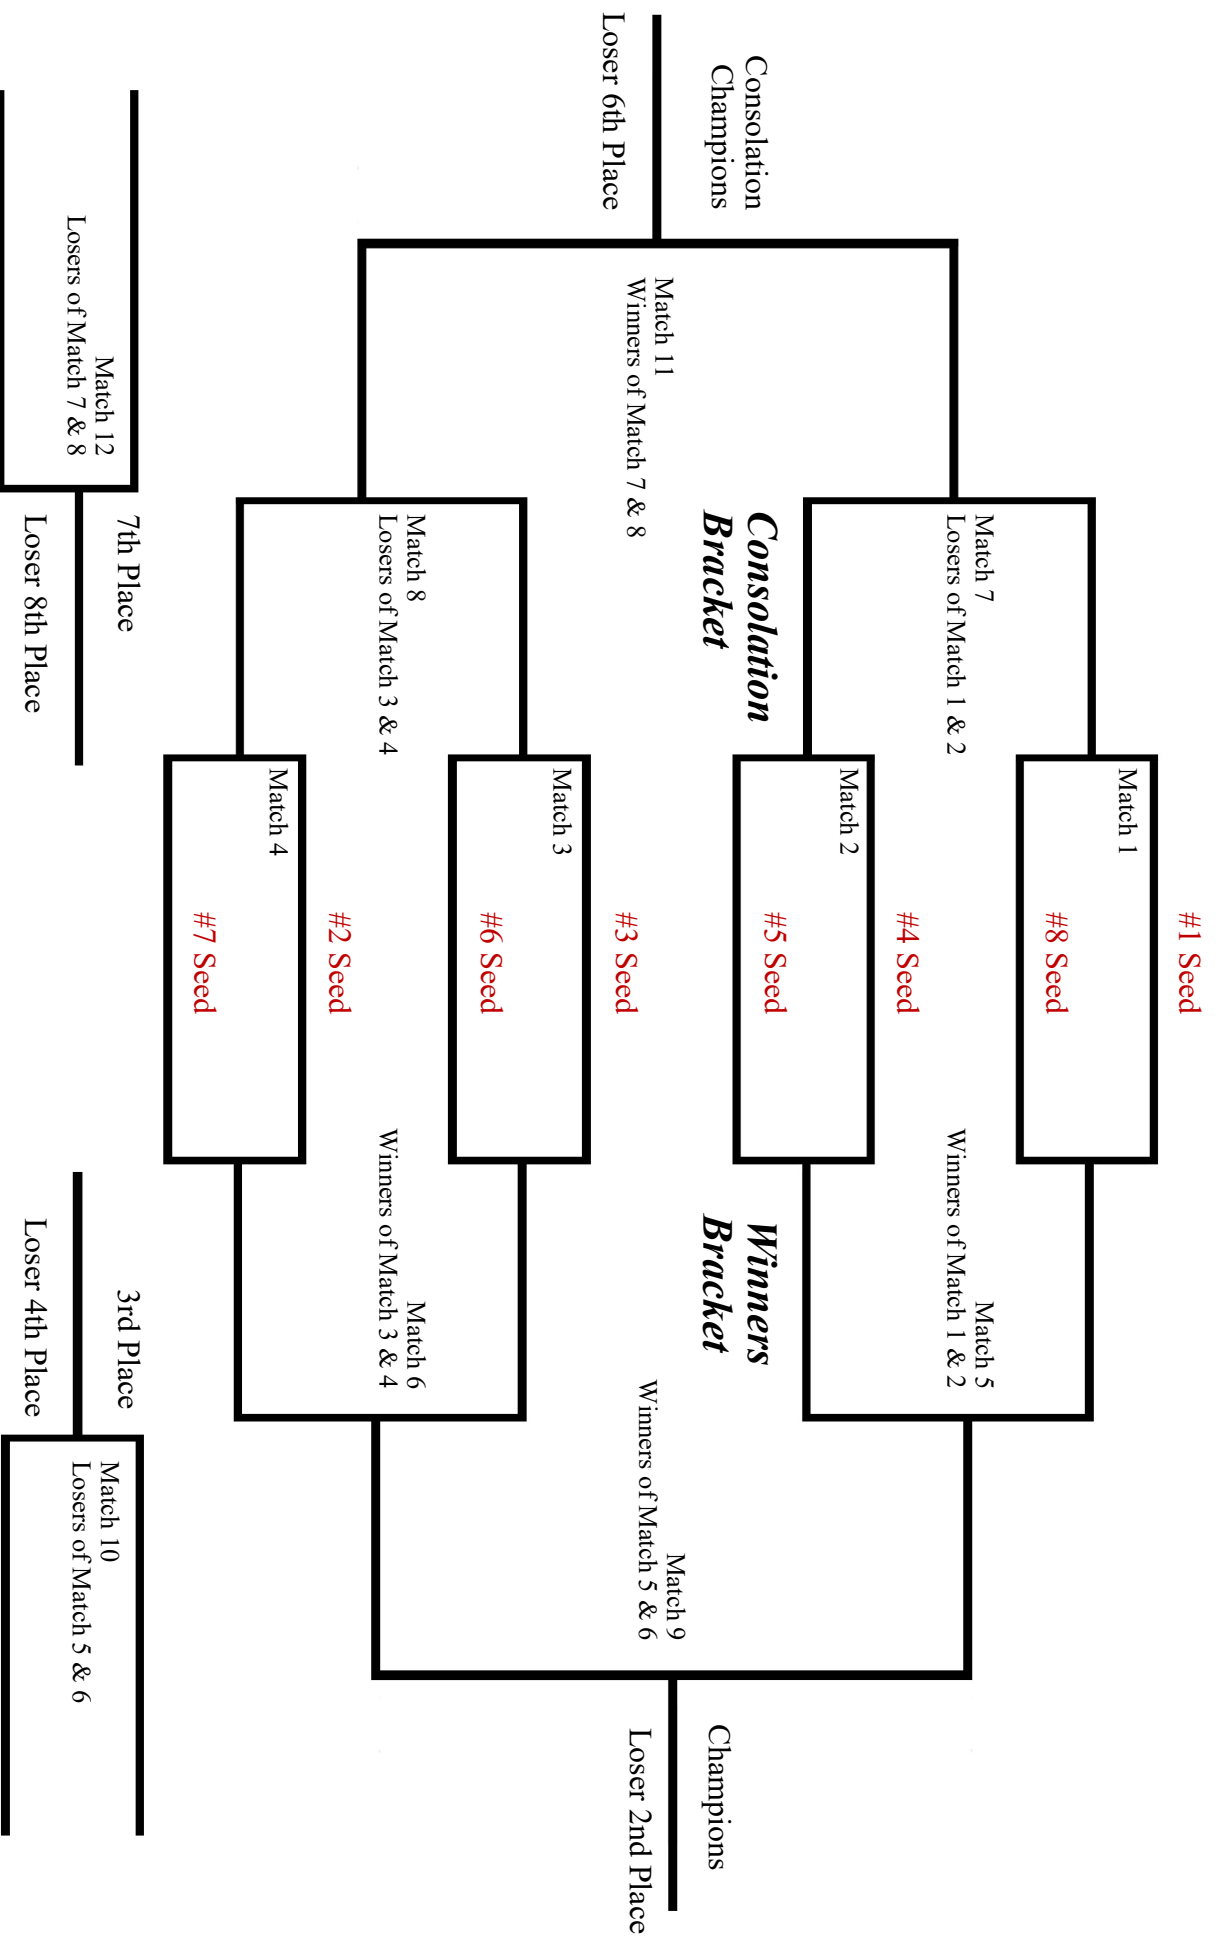 #1 Seed
Match 1
#8 Seed
Match 7
Losers of Match 1 & 2
Match 5
Winners of Match 1 & 2
#4 Seed
Match 2
#5 Seed
Consolation
Bracket
Winners
Bracket
Consolation
Champions
Loser 6th Place
Match 11
Winners of Match 7 & 8
Match 9
Winners of Match 5 & 6
Champions
Loser 2nd Place
#3 Seed
Match 3
#6 Seed
Match 8
Losers of Match 3 & 4
Match 6
Winners of Match 3 & 4
#2 Seed
Match 4
#7 Seed
Match 12
Losers of Match 7 & 8
7th Place
Loser 8th Place
3rd Place
Loser 4th Place
Match 10
Losers of Match 5 & 6